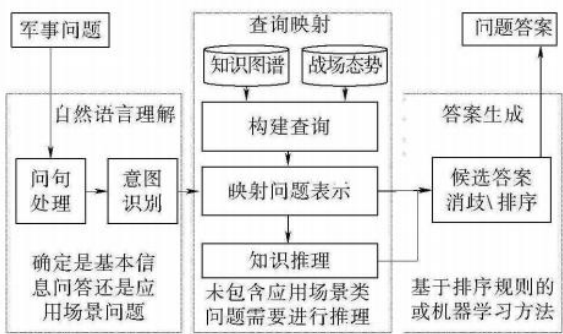 军事问题
查询映射
问题答案
知识图谱
战场态势
自然语言理解
构建查询
答案生成
问句
处理
意图
识别
映射问题表示
候选答案
消歧\排序
知识推理
确定是基本信
息问答还是应
用场景问题
未包含应用场景类
问题需要进行推理
基于排序规则的
或机器学习方法